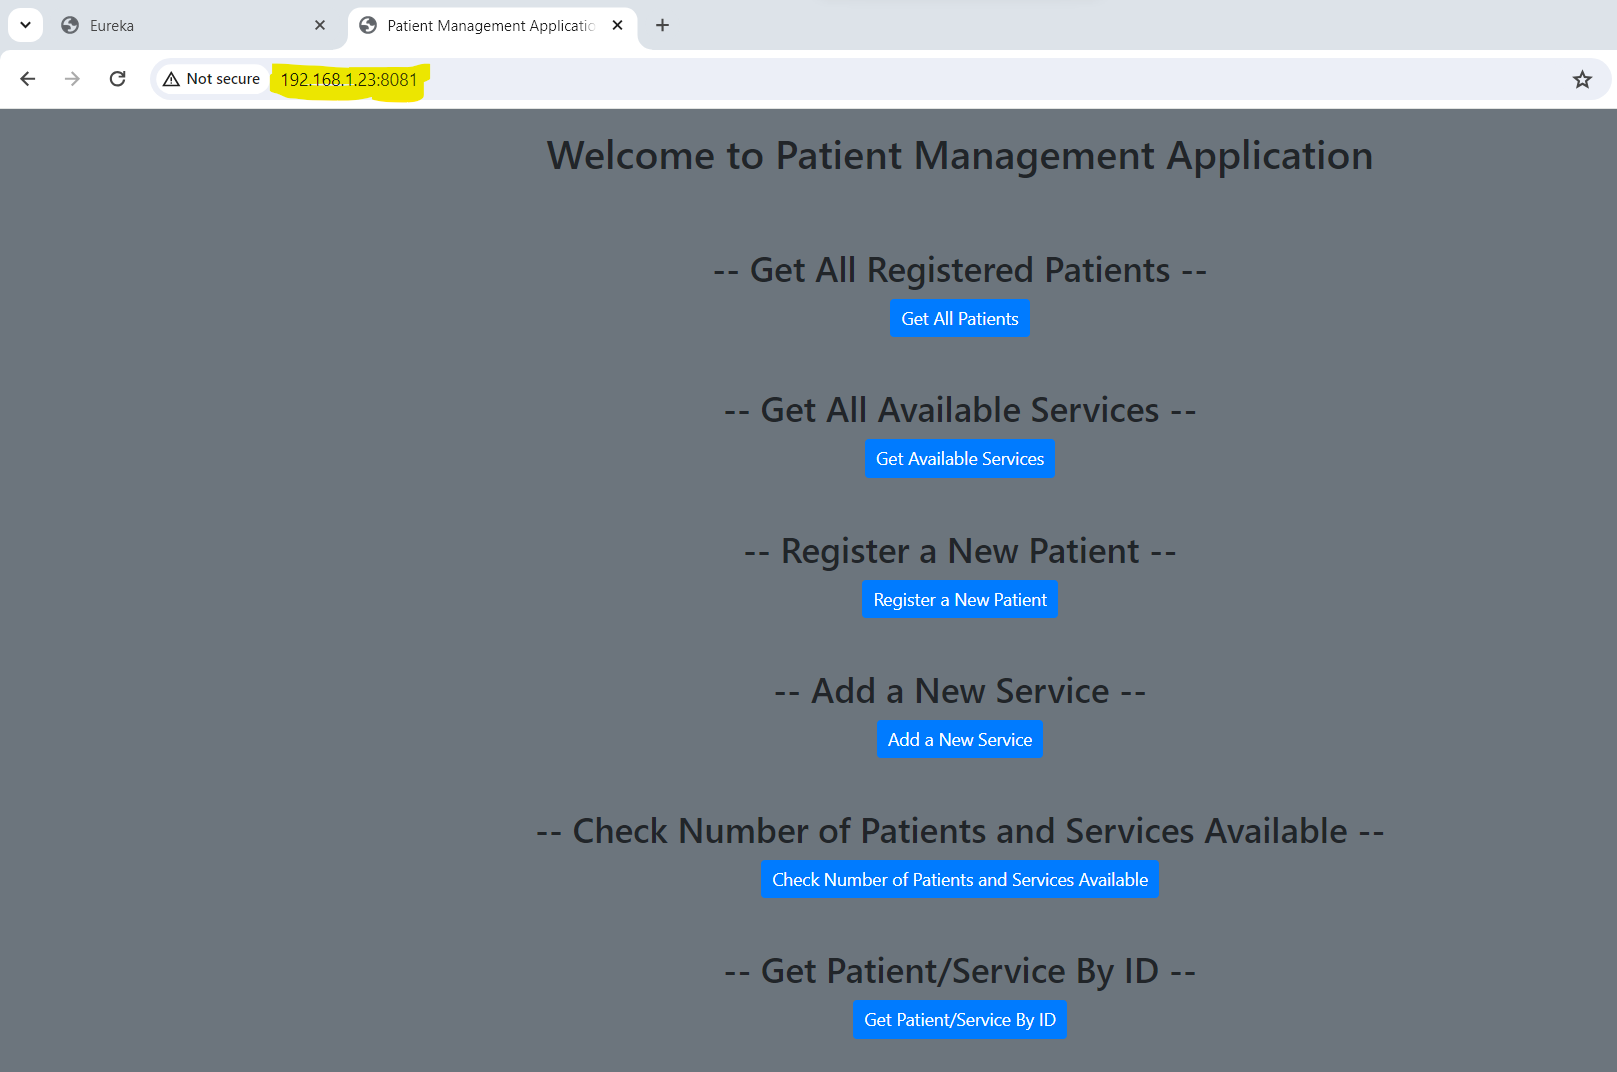 Eureka
Patient Management Applicatio
Not secure
192.168.1.23:8081
Welcome to Patient Management Application
-- Get All Registered Patients --
Get All Patients
-- Get All Available Services --
Get Available Services
-- Register a New Patient --
Register a New Patient
-- Add a New Service --
Add a New Service
-- Check Number of Patients and Services Available --
Check Number of Patients and Services Available
-- Get Patient/Service By ID --
Get Patient/Service By ID